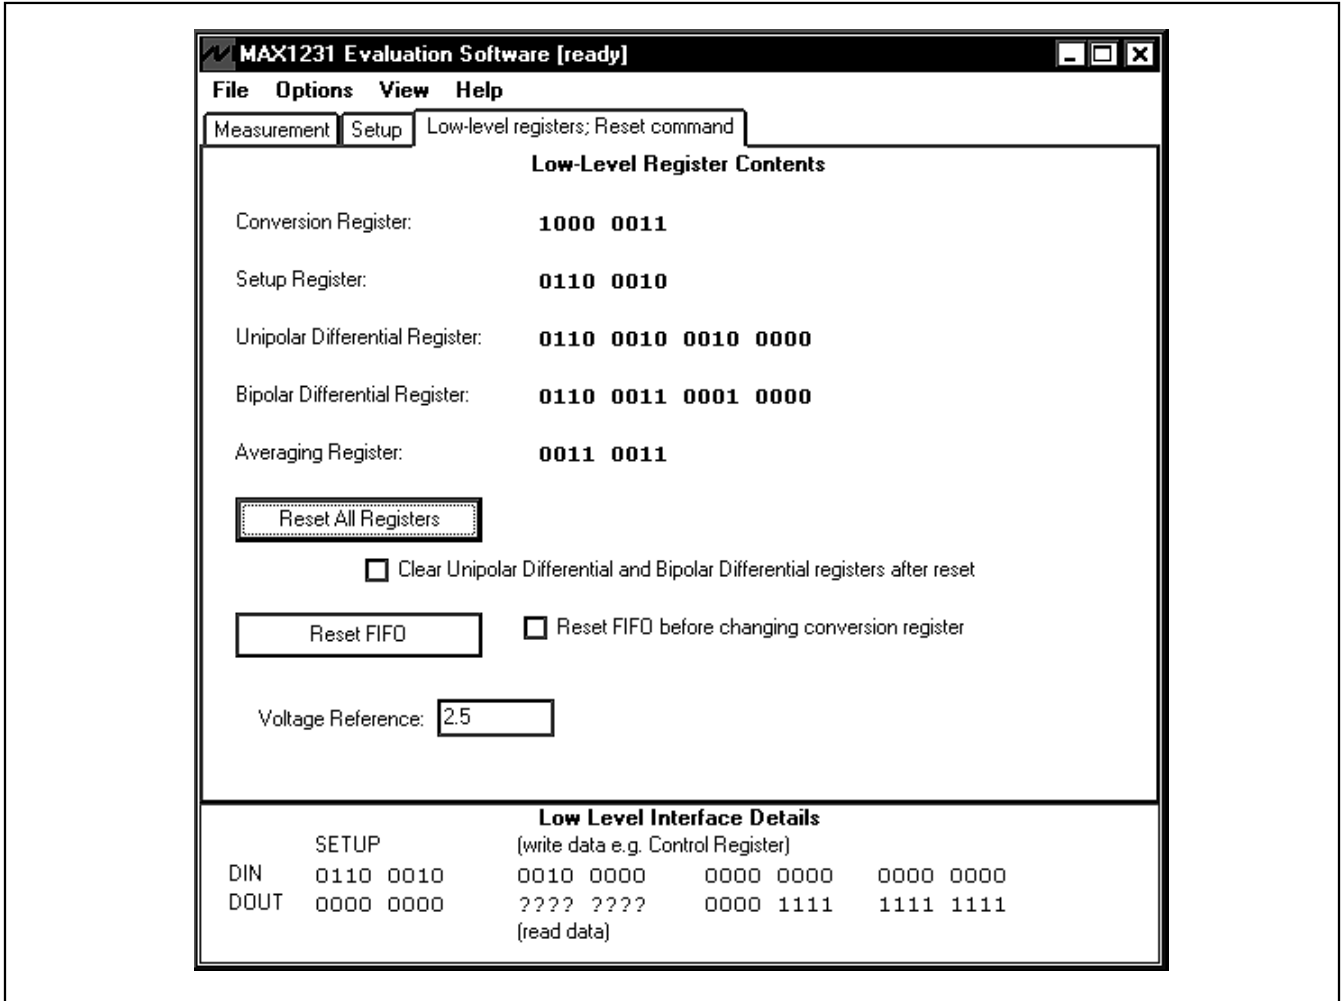 MAX1231 Evaluation Software [ready]
File Options View Help
Measurement Setup Low-level registers; Reset command
Low-Level Register Contents
Conversion Register: 1000 0011
Setup Register: 0110 0010
Unipolar Differential Register: 0110 0010 0010 0000
Bipolar Differential Register: 0110 0011 0001 0000
Averaging Register: 0011 0011
Reset All Registers
Clear Unipolar Differential and Bipolar Differential registers after reset
Reset FIFO Reset FIFO before changing conversion register
Voltage Reference: 2.5
Low Level Interface Details
SETUP (write data e.g. Control Register)
DIN 0110 0010 0010 0000 0000 0000 0000 0000
DOUT 0000 0000 ???? ???? 0000 1111 1111 1111
(read data)